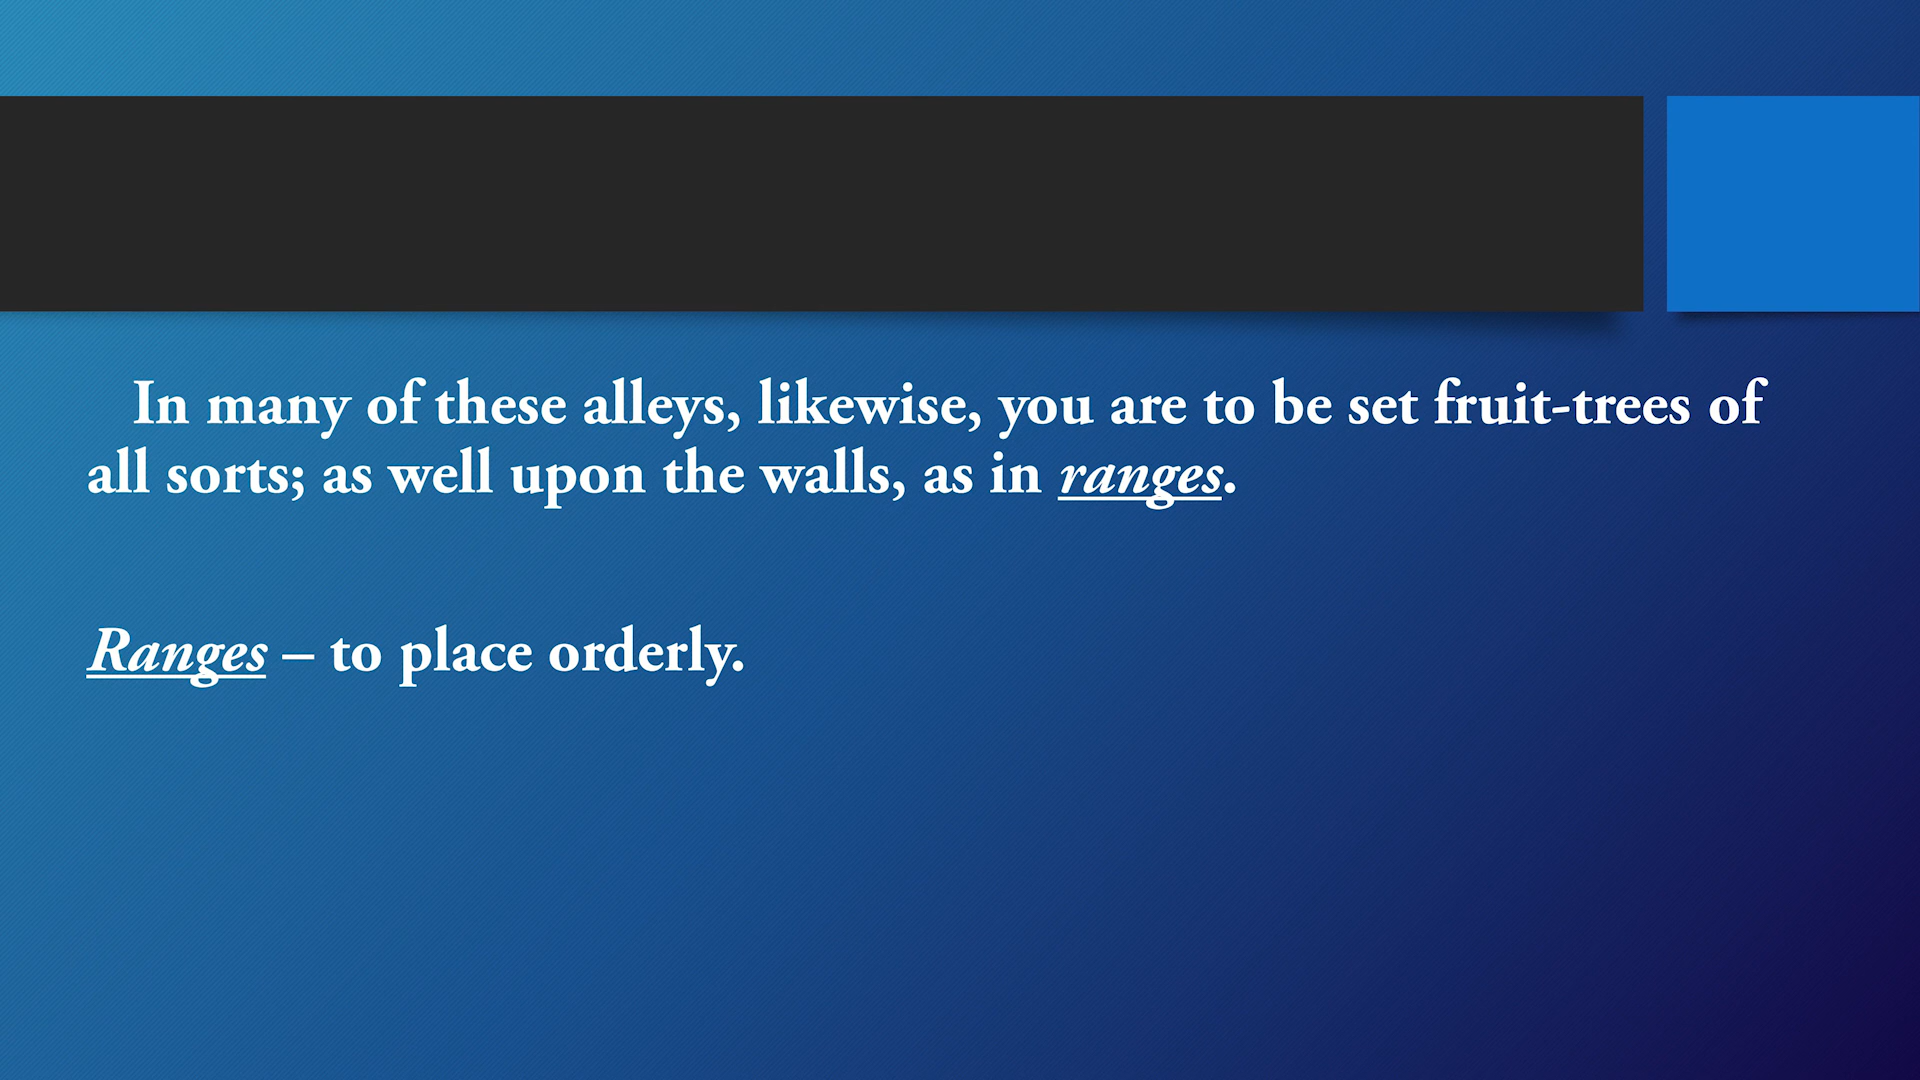 In many of these alleys, likewise, you are to be set fruit-trees of
all sorts; as well upon the walls, as in ranges.
Ranges – to place orderly.